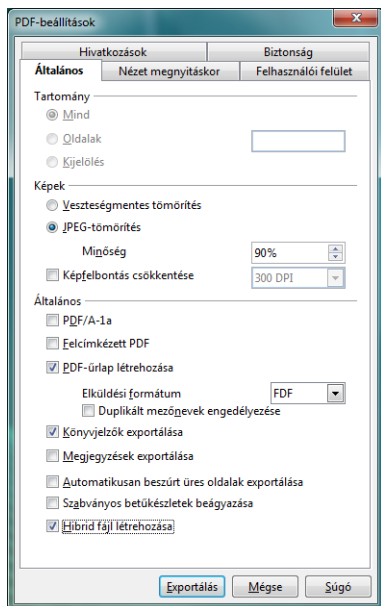 PDF-beállítások
Hivatkozások Biztonság
Általános Nézet megnyitáskor Felhasználói felület
Tartomány
Mind
Oldalak
Kijelölés
Képek
Veszteségmentes tömörítés
JPEG-tömörítés
Minőség 90%
Képfelbontás csökkentése 300 DPI
Általános
PDF/A-1a
Felcímkézett PDF
PDF-űrlap létrehozása
Elküldési formátum FDF
Duplikált mezőnevek engedélyezése
Könyvjelzők exportálása
Megjegyzések exportálása
Automatikusan beszúrt üres oldalak exportálása
Szabványos betűkészletek beágyazása
Hibrid fájl létrehozása
Exportálás Mégse Súgó